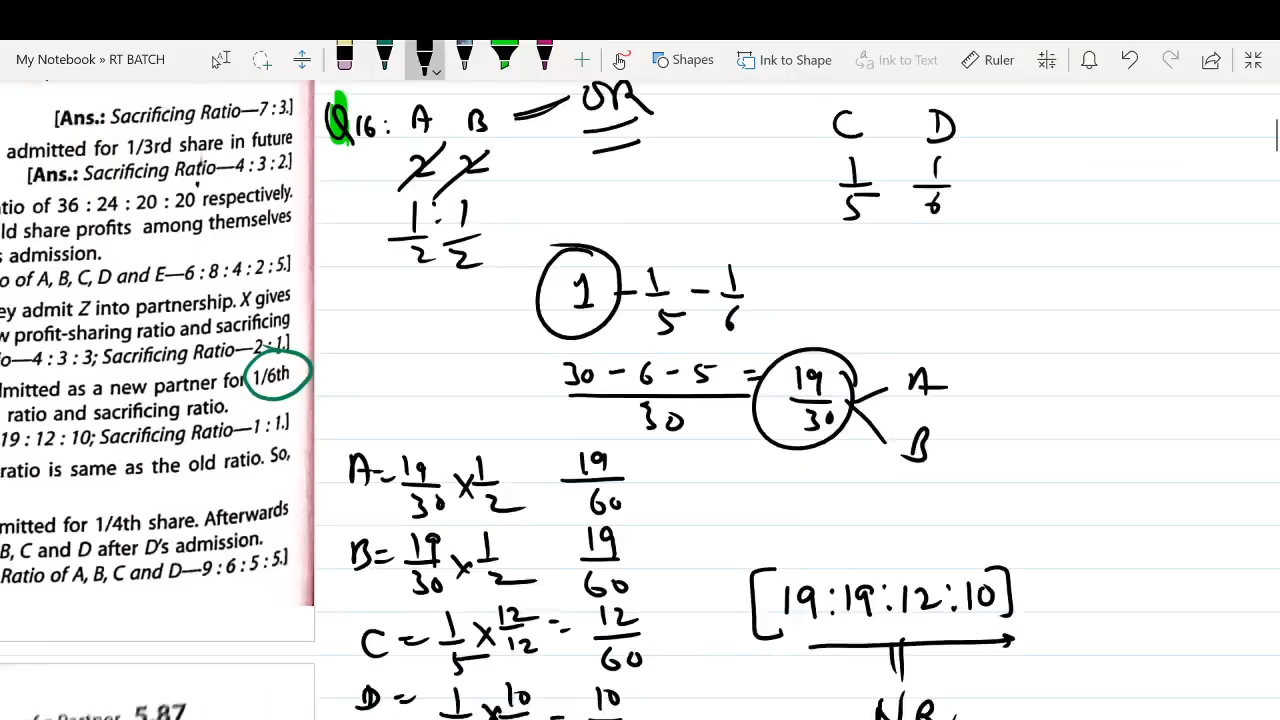 My Notebook » RT BATCH
Shapes
Ink to Shape
Ink to Text
Ruler
[Ans.: Sacrificing Ratio—7:3.]
admitted for 1/3rd share in future
[Ans.: Sacrificing Ratio—4:3:2.]
atio of 36 : 24 : 20 : 20 respectively.
ld share profits among themselves
s admission.
o of A, B, C, D and E—6 : 8 : 4 : 2 : 5.]
ey admit Z into partnership. X gives
w profit-sharing ratio and sacrificing
o—4 : 3 : 3; Sacrificing Ratio—2:1.]
dmitted as a new partner for 1/6th
ratio and sacrificing ratio.
19 : 12 : 10; Sacrificing Ratio—1 : 1.]
ratio is same as the old ratio. So,
mitted for 1/4th share. Afterwards
B, C and D after D's admission.
Ratio of A, B, C and D—9 : 6 : 5 : 5.]
5.87
Q16: A B OR C D
2 2
1/2 : 1/2 1/5 1/6
1 - 1/5 - 1/6
30 - 6 - 5 / 30 = 19/30 A
B
A= 19/30 × 1/2 19/60
B= 19/30 × 1/2 19/60
[19:19:12:10]
C = 1/5 × 12/12 = 12/60
D = 1 × 10 = 10